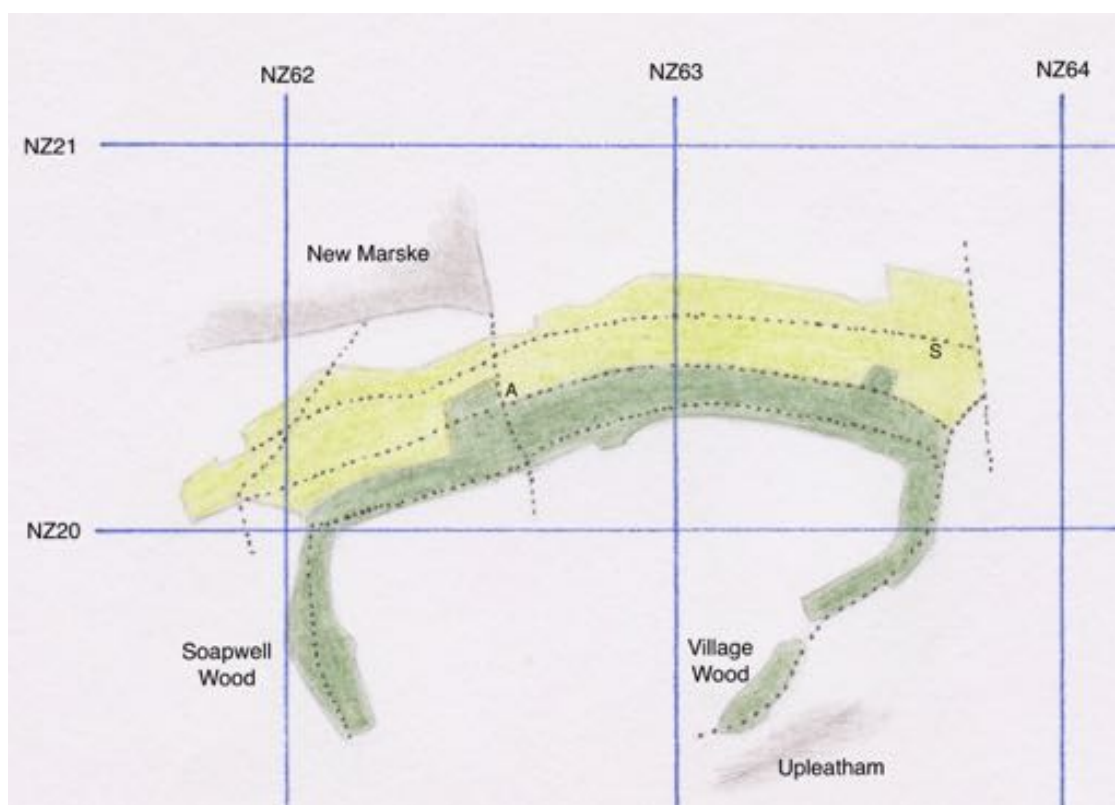 NZ62
NZ63
NZ64
NZ21
New Marske
S
A
NZ20
Soapwell
Wood
Village
Wood
Upleatham